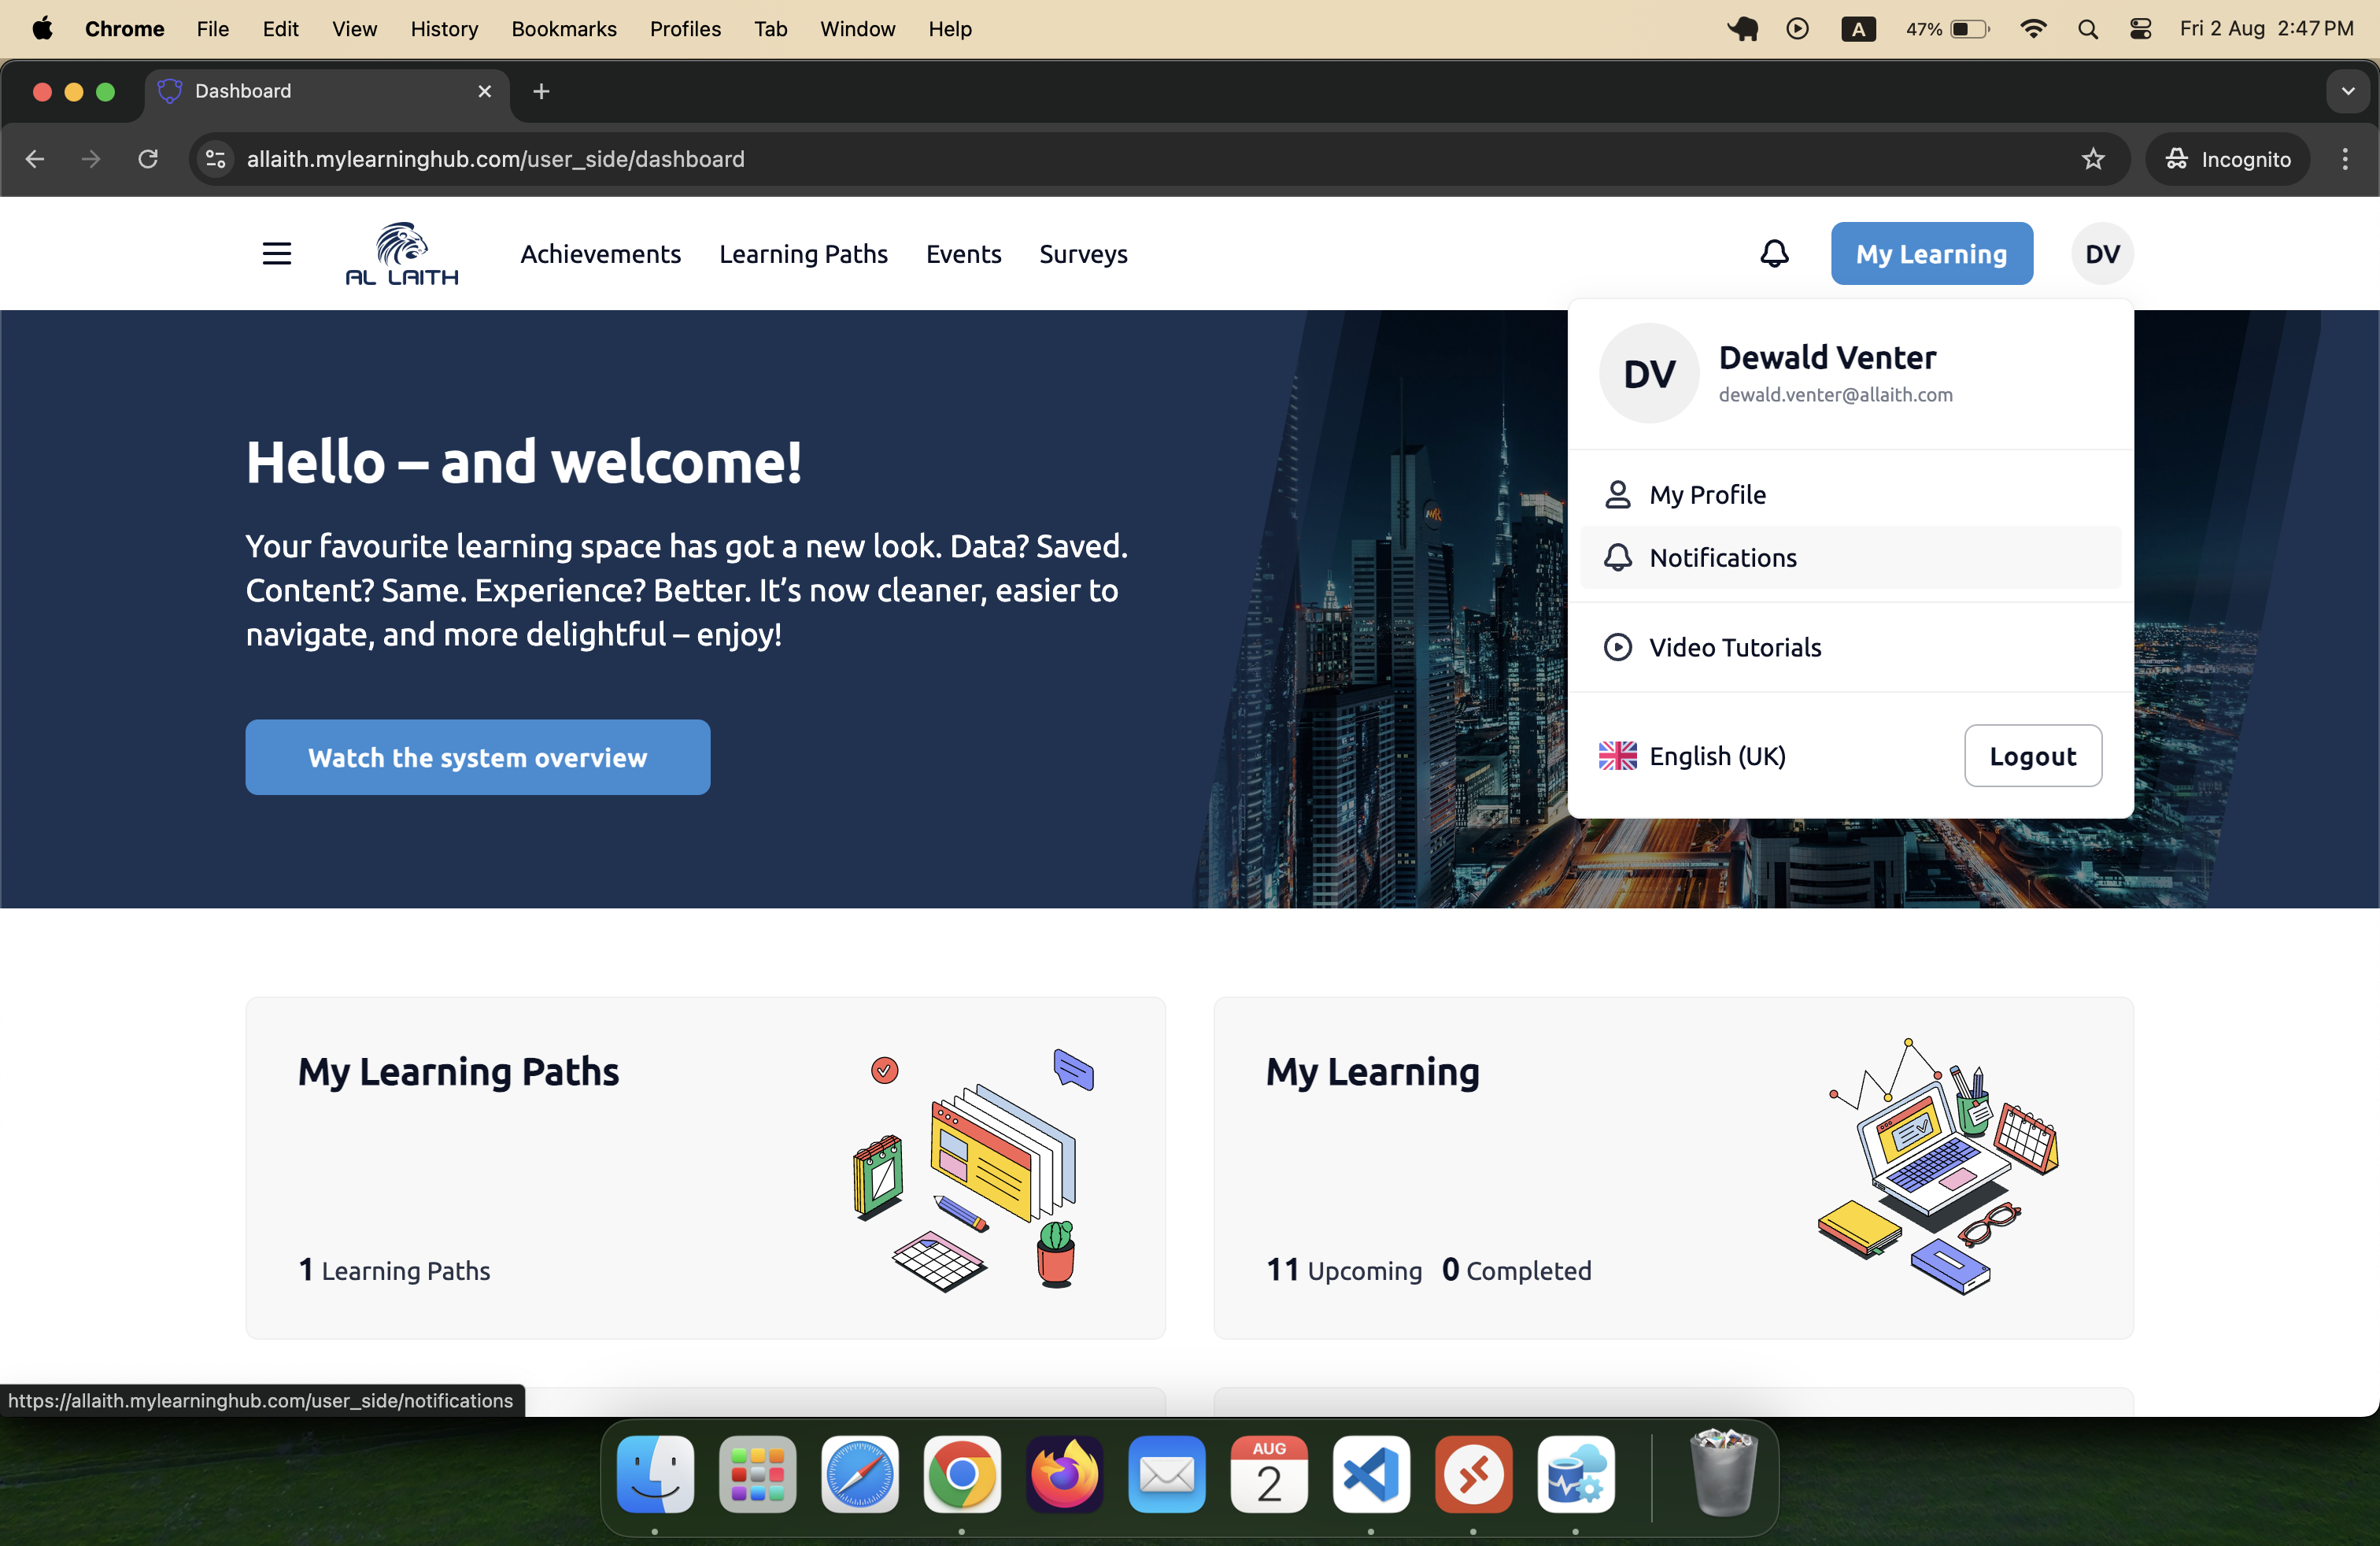 Chrome File Edit View History Bookmarks Profiles Tab Window Help
A 47% Fri 2 Aug 2:47 PM
Dashboard
allaith.mylearninghub.com/user_side/dashboard
Incognito
AL LAITH
Achievements Learning Paths Events Surveys
My Learning
DV
DV
Dewald Venter
dewald.venter@allaith.com
My Profile
Notifications
Video Tutorials
English (UK)
Logout
Hello – and welcome!
Your favourite learning space has got a new look. Data? Saved.
Content? Same. Experience? Better. It’s now cleaner, easier to
navigate, and more delightful – enjoy!
Watch the system overview
My Learning Paths
1 Learning Paths
My Learning
11 Upcoming 0 Completed
https://allaith.mylearninghub.com/user_side/notifications
AUG
2